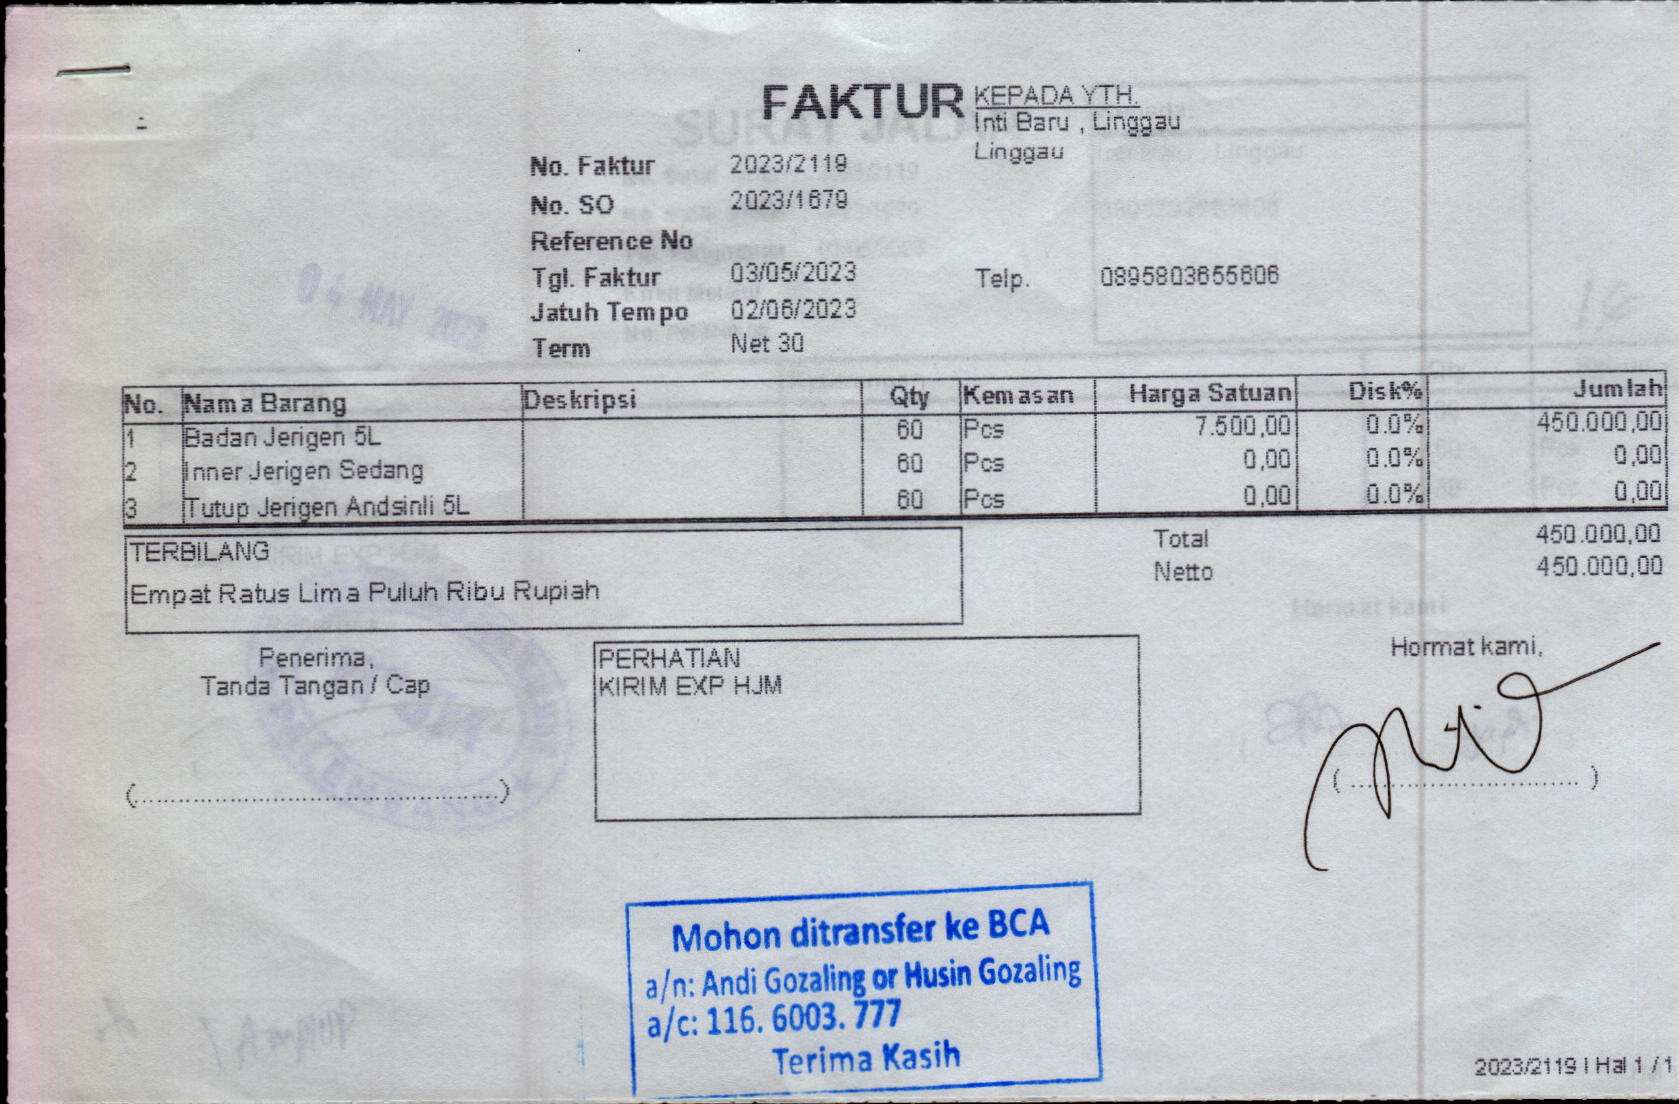 FAKTUR
KEPADA YTH.
Inti Baru , Linggau
Linggau
No. Faktur 2023/2119
No. SO 2023/1679
Reference No
Tgl. Faktur 03/05/2023 Telp. 0895803655606
Jatuh Tempo 02/06/2023
Term Net 30
04 MAY 2023
No. Nama Barang Deskripsi Qty Kemasan Harga Satuan Disk% Jumlah
1 Badan Jerigen 5L 60 Pcs 7.500,00 0.0% 450.000,00
2 Inner Jerigen Sedang 60 Pcs 0,00 0.0% 0,00
3 Tutup Jerigen Andsinli 5L 60 Pcs 0,00 0.0% 0,00
TERBILANG
Empat Ratus Lima Puluh Ribu Rupiah
Total 450.000,00
Netto 450.000,00
Penerima,
Tanda Tangan / Cap
(................................................)
PERHATIAN
KIRIM EXP HJM
Hormat kami,
( ............................. )
Mohon ditransfer ke BCA
a/n: Andi Gozaling or Husin Gozaling
a/c: 116. 6003. 777
Terima Kasih
2023/2119 | Hal 1 / 1